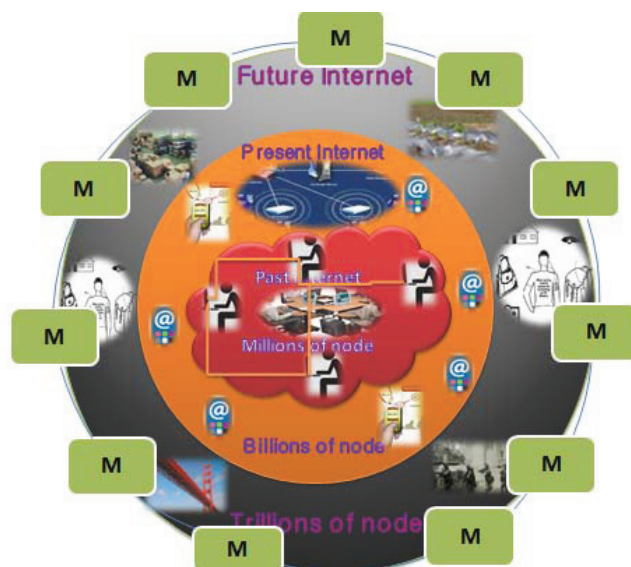 M
M
M
Future Internet
M
M
Present Internet
@
@
Past Internet
@
@
M
M
Millions of node
@
@
Billions of node
M
M
Trillions of node
M
M